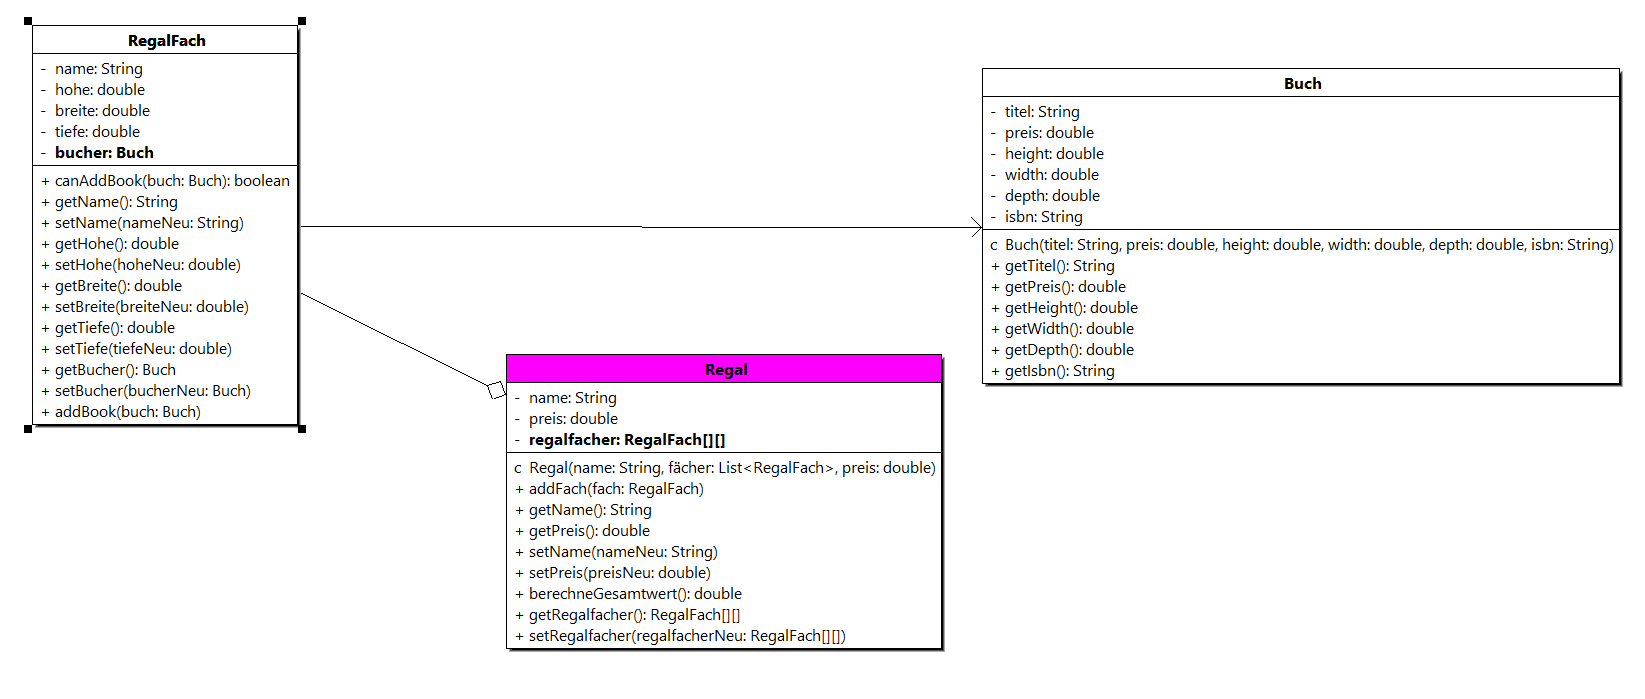 RegalFach
- name: String
- hohe: double
- breite: double
- tiefe: double
- bucher: Buch
+ canAddBook(buch: Buch): boolean
+ getName(): String
+ setName(nameNeu: String)
+ getHohe(): double
+ setHohe(hoheNeu: double)
+ getBreite(): double
+ setBreite(breiteNeu: double)
+ getTiefe(): double
+ setTiefe(tiefeNeu: double)
+ getBucher(): Buch
+ setBucher(bucherNeu: Buch)
+ addBook(buch: Buch)
Buch
- titel: String
- preis: double
- height: double
- width: double
- depth: double
- isbn: String
c Buch(titel: String, preis: double, height: double, width: double, depth: double, isbn: String)
+ getTitel(): String
+ getPreis(): double
+ getHeight(): double
+ getWidth(): double
+ getDepth(): double
+ getIsbn(): String
Regal
- name: String
- preis: double
- regalfacher: RegalFach[][]
c Regal(name: String, fächer: List<RegalFach>, preis: double)
+ addFach(fach: RegalFach)
+ getName(): String
+ getPreis(): double
+ setName(nameNeu: String)
+ setPreis(preisNeu: double)
+ berechneGesamtwert(): double
+ getRegalfacher(): RegalFach[][]
+ setRegalfacher(regalfacherNeu: RegalFach[][])